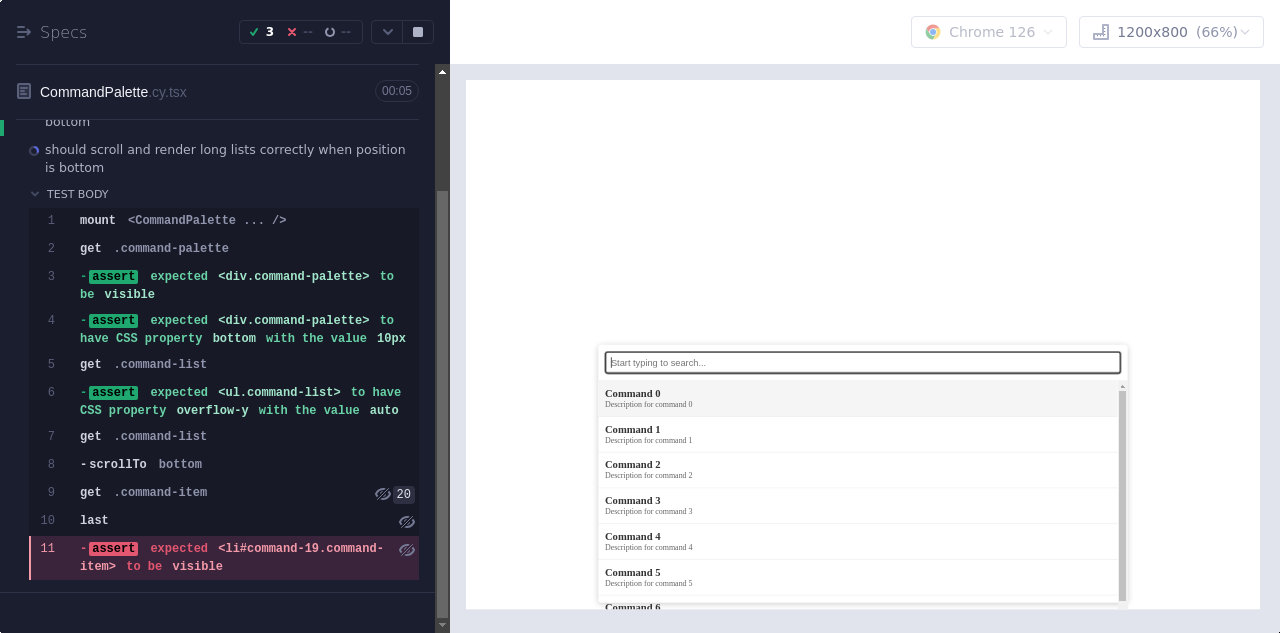 Specs
3
--
--
Chrome 126
1200x800 (66%)
CommandPalette.cy.tsx
00:05
bottom
should scroll and render long lists correctly when position
is bottom
TEST BODY
1 mount <CommandPalette ... />
2 get .command-palette
3 -assert expected <div.command-palette> to
be visible
4 -assert expected <div.command-palette> to
have CSS property bottom with the value 10px
5 get .command-list
6 -assert expected <ul.command-list> to have
CSS property overflow-y with the value auto
7 get .command-list
8 -scrollTo bottom
9 get .command-item 20
10 last
11 -assert expected <li#command-19.command-
item> to be visible
Start typing to search...
Command 0
Description for command 0
Command 1
Description for command 1
Command 2
Description for command 2
Command 3
Description for command 3
Command 4
Description for command 4
Command 5
Description for command 5
Command 6